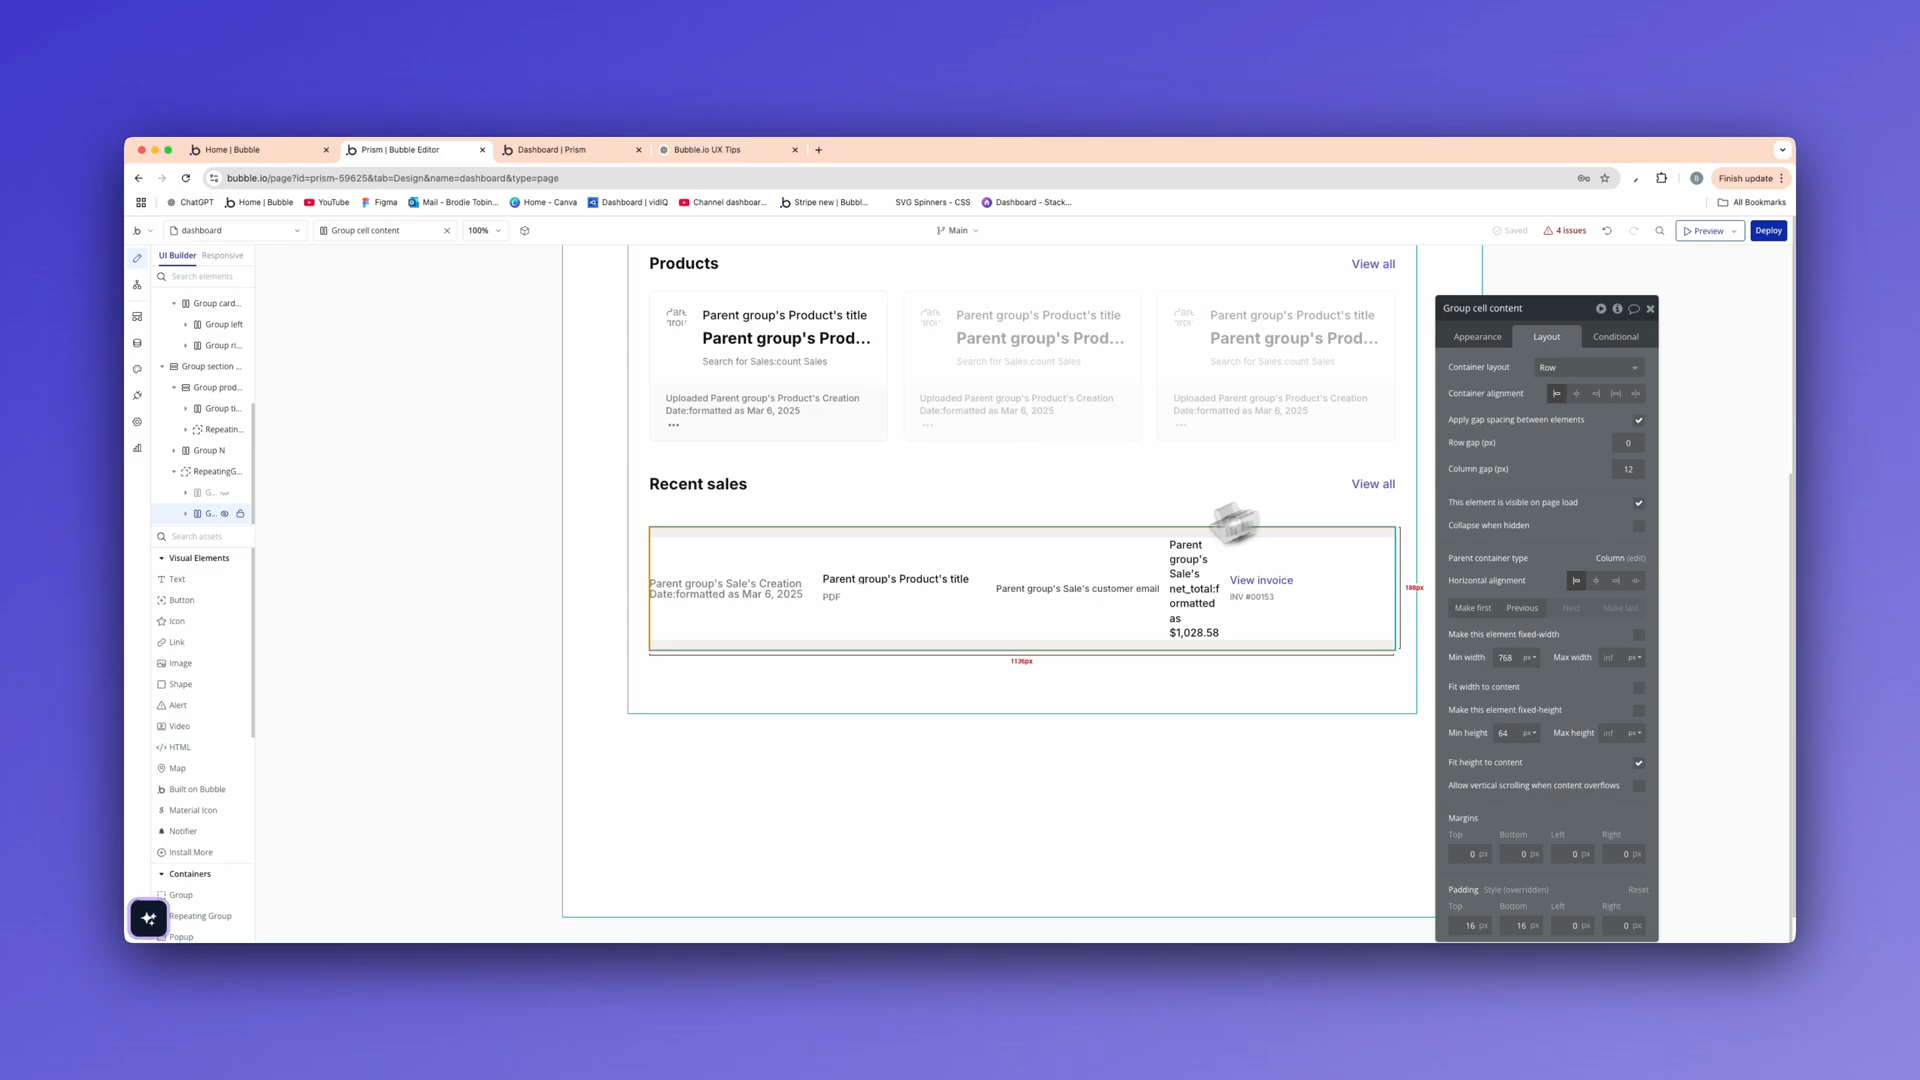 Home | Bubble
Prism | Bubble Editor
Dashboard | Prism
Bubble.io UX Tips
bubble.io/page?id=prism-59625&tab=Design&name=dashboard&type=page
B
Finish update
ChatGPT
Home | Bubble
YouTube
Figma
Mail - Brodie Tobin...
Home - Canva
Dashboard | vidIQ
Channel dashboar...
Stripe new | Bubbl...
SVG Spinners - CSS
Dashboard - Stack...
All Bookmarks
dashboard
Group cell content
100%
Main
Saved
4 issues
Preview
Deploy
UI Builder
Responsive
Search elements
Group card...
Group left
Group ri...
Group section ...
Group prod...
Group ti...
Repeatin...
Group N
RepeatingG...
G...
G...
Search assets
Visual Elements
Text
Button
Icon
Link
Image
Shape
Alert
Video
HTML
Map
Built on Bubble
Material Icon
Notifier
Install More
Containers
Group
Repeating Group
Popup
Products
View all
Parent group's Product's title
Parent group's Prod...
Search for Sales:count Sales
Uploaded Parent group's Product's Creation
Date:formatted as Mar 6, 2025
Parent group's Product's title
Parent group's Prod...
Search for Sales:count Sales
Uploaded Parent group's Product's Creation
Date:formatted as Mar 6, 2025
Parent group's Product's title
Parent group's Prod...
Search for Sales:count Sales
Uploaded Parent group's Product's Creation
Date:formatted as Mar 6, 2025
Recent sales
View all
Parent group's Sale's Creation
Date:formatted as Mar 6, 2025
Parent group's Product's title
PDF
Parent group's Sale's customer email
Parent
group's
Sale's
net_total:f
ormatted
as
$1,028.58
View invoice
INV #00153
188px
1136px
Group cell content
Appearance
Layout
Conditional
Container layout
Row
Container alignment
Apply gap spacing between elements
Row gap (px)
0
Column gap (px)
12
This element is visible on page load
Collapse when hidden
Parent container type
Column (edit)
Horizontal alignment
Make first
Previous
Next
Make last
Make this element fixed-width
Min width 768 px
Max width inf px
Fit width to content
Make this element fixed-height
Min height 64 px
Max height inf px
Fit height to content
Allow vertical scrolling when content overflows
Margins
Top Bottom Left Right
0 px 0 px 0 px 0 px
Padding Style (overridden) Reset
Top Bottom Left Right
16 px 16 px 0 px 0 px